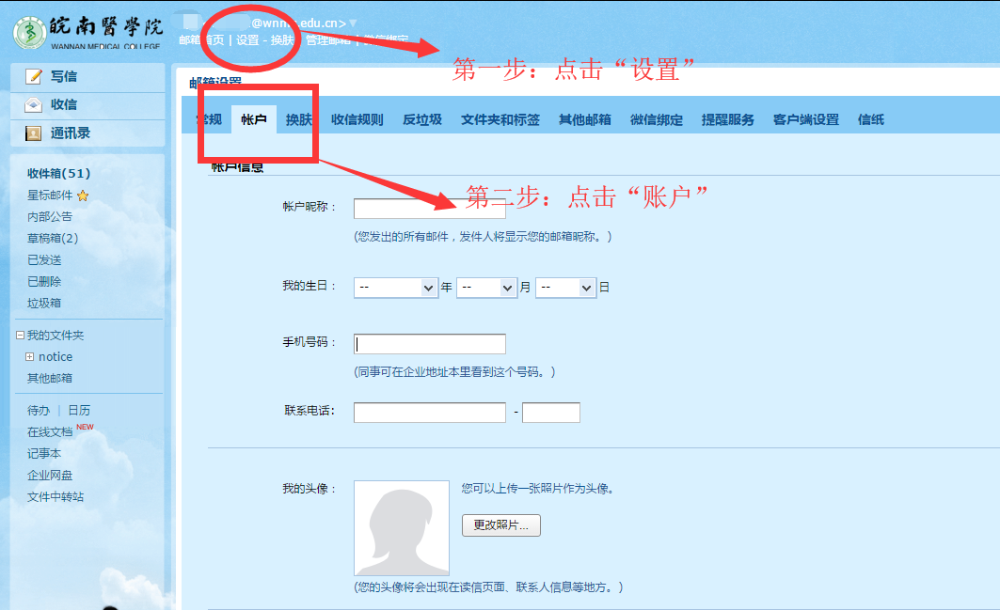 皖南醫學院
WANNAN MEDICAL COLLEGE
.edu.cn>
邮箱首页 | 设置 - 换肤
管理邮箱
第一步：点击“设置”
写信
收信
通讯录
收件箱(51)
星标邮件
内部公告
草稿箱(2)
已发送
已删除
垃圾箱
我的文件夹
notice
其他邮箱
待办 | 日历
在线文档 NEW
记事本
企业网盘
文件中转站
邮箱设置
常规 帐户 换肤 收信规则 反垃圾 文件夹和标签 其他邮箱 微信绑定 提醒服务 客户端设置 信纸
帐户信息
第二步：点击“账户”
帐户昵称：
(您发出的所有邮件，发件人将显示您的邮箱昵称。)
我的生日： -- 年 -- 月 -- 日
手机号码：
(同事可在企业地址本里看到这个号码。)
联系电话： -
我的头像： 您可以上传一张照片作为头像。
更改照片...
(您的头像将会出现在读信页面、联系人信息等地方。)